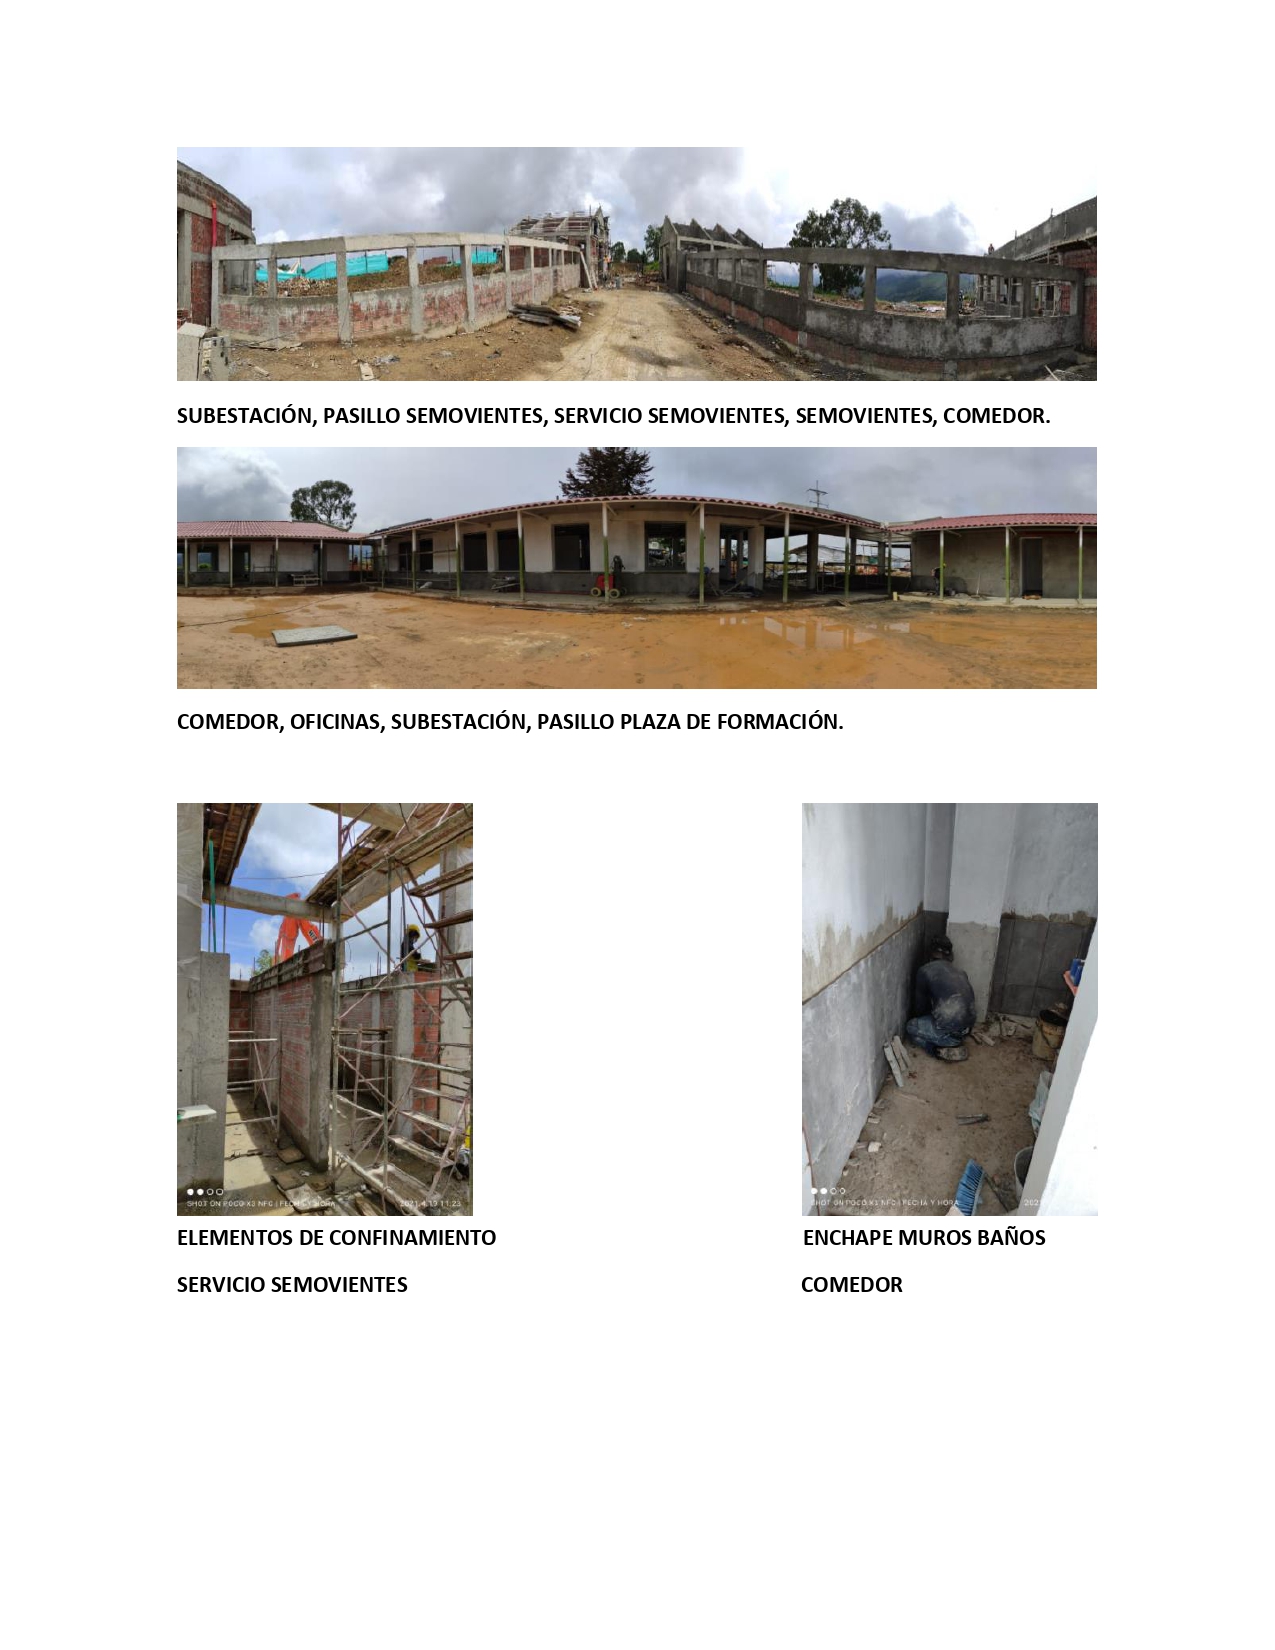 SUBESTACIÓN, PASILLO SEMOVIENTES, SERVICIO SEMOVIENTES, SEMOVIENTES, COMEDOR.
COMEDOR, OFICINAS, SUBESTACIÓN, PASILLO PLAZA DE FORMACIÓN.
SHOT ON POCO X3 NFC | FECHA Y HORA
2021.4.19 11:23
SHOT ON POCO X3 NFC | FECHA Y HORA
ELEMENTOS DE CONFINAMIENTO
SERVICIO SEMOVIENTES
ENCHAPE MUROS BAÑOS
COMEDOR